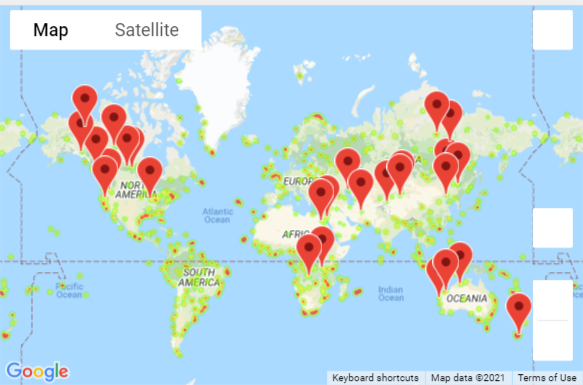 Map Satellite
NORTH
AMERICA
EUROPE
Atlantic
Ocean
AFRICA
SOUTH
AMERICA
Pacific
Ocean
Indian
Ocean
OCEANIA
Google
Keyboard shortcuts Map data ©2021 Terms of Use